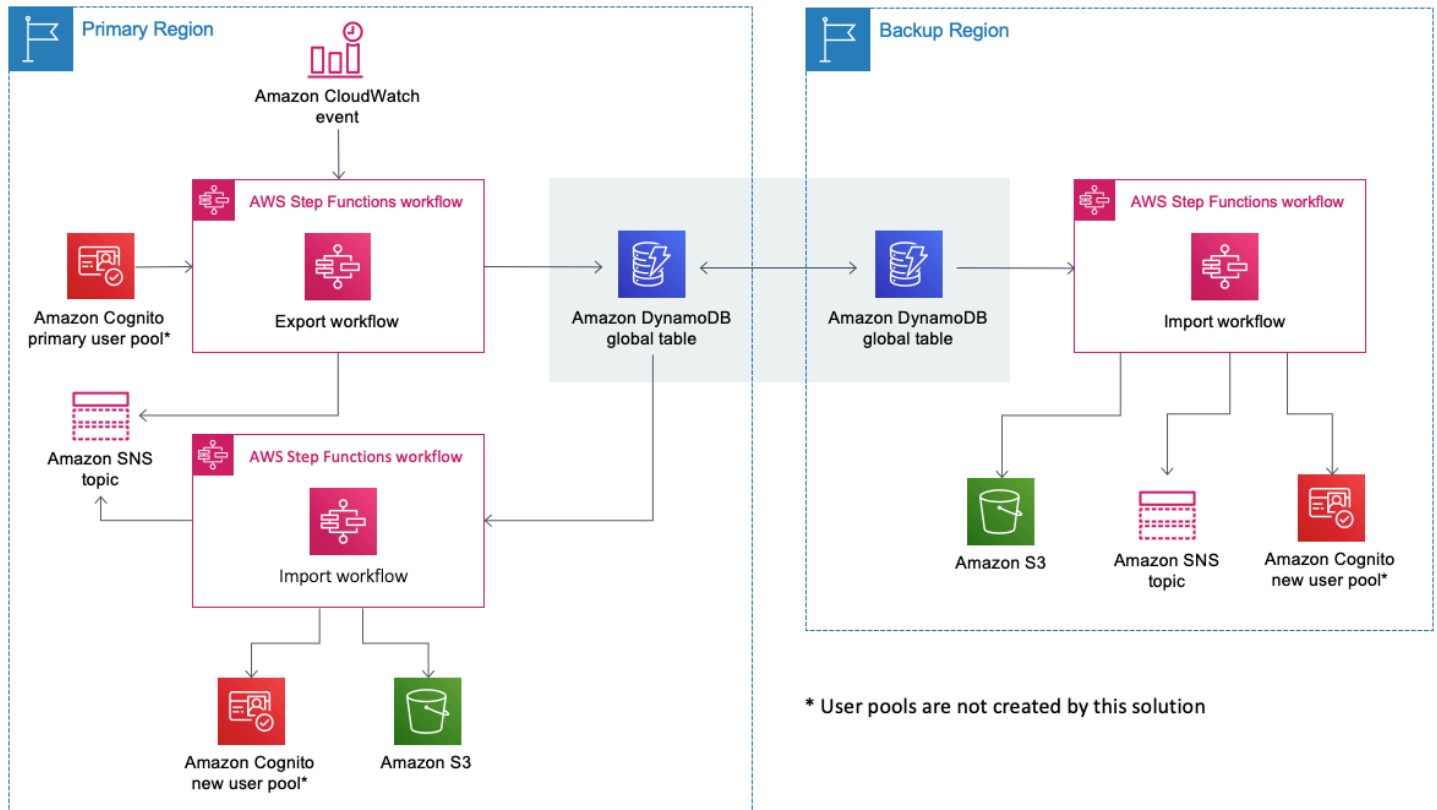 Primary Region
Amazon CloudWatch
event
AWS Step Functions workflow
Export workflow
Amazon Cognito
primary user pool*
Amazon DynamoDB
global table
Amazon SNS
topic
AWS Step Functions workflow
Import workflow
Amazon Cognito
new user pool*
Amazon S3
Backup Region
Amazon DynamoDB
global table
AWS Step Functions workflow
Import workflow
Amazon S3
Amazon SNS
topic
Amazon Cognito
new user pool*
* User pools are not created by this solution